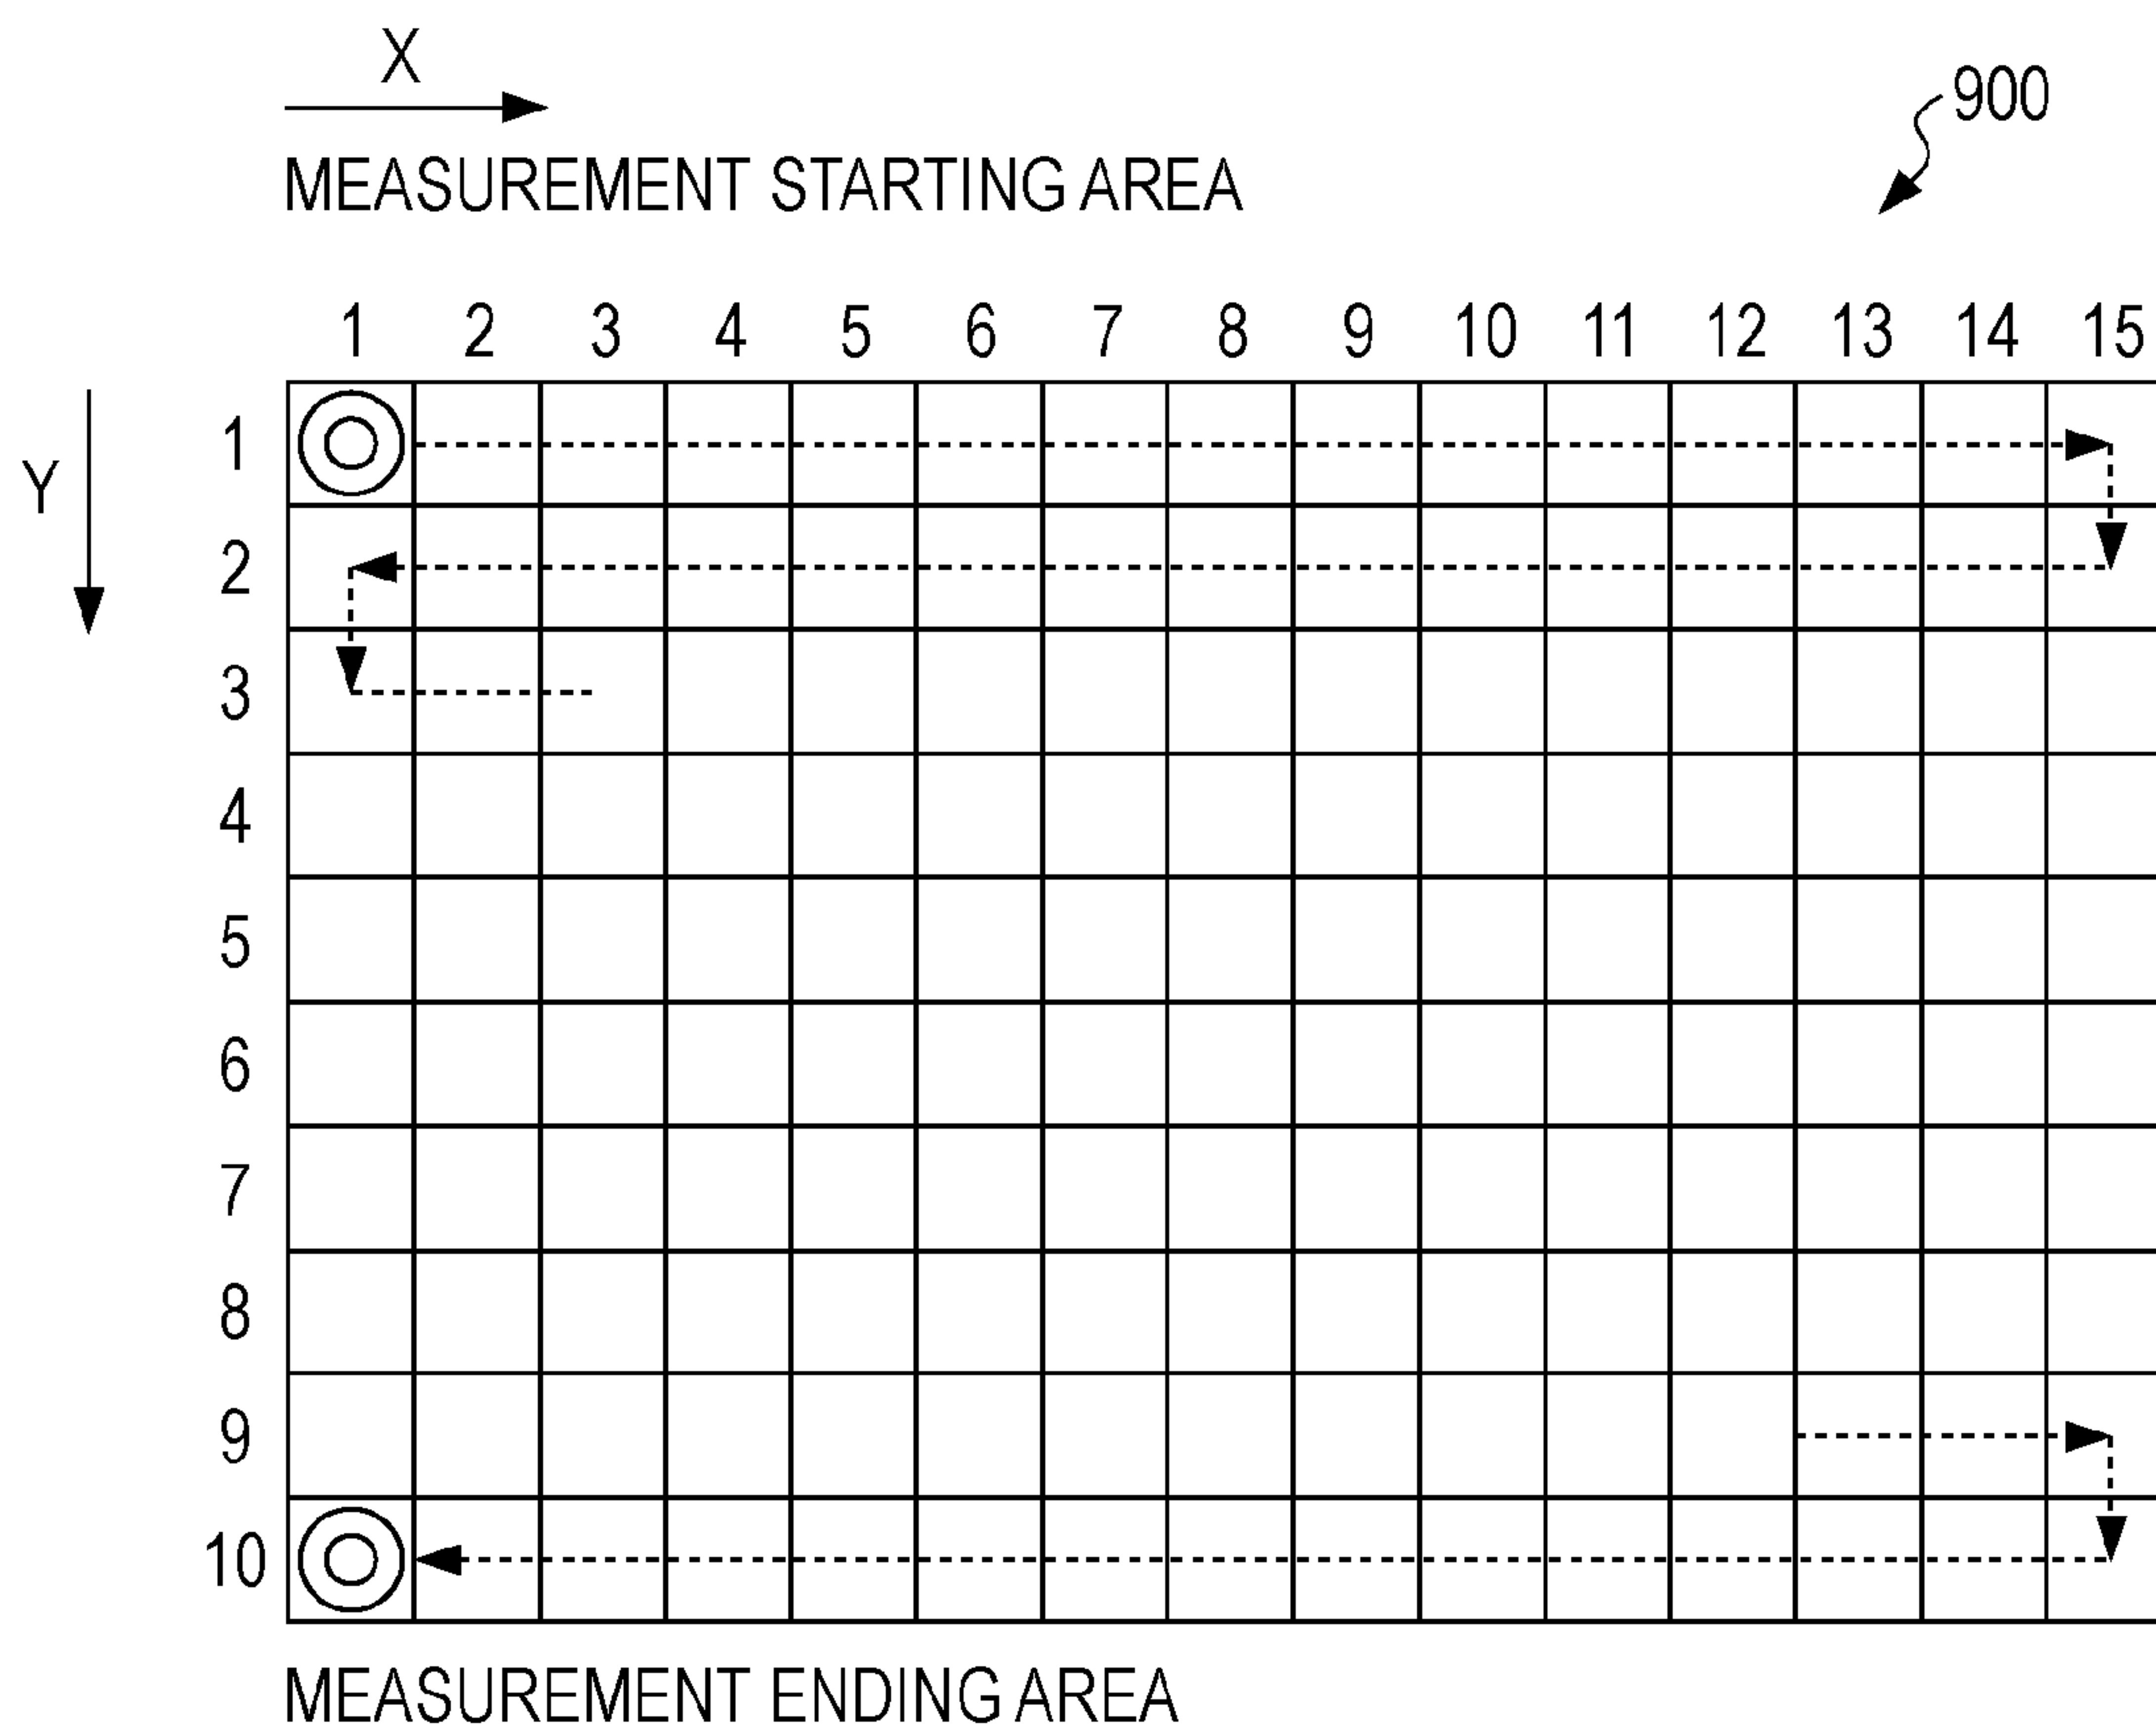 X
900
MEASUREMENT STARTING AREA
1 2 3 4 5 6 7 8 9 10 11 12 13 14 15
Y
1
2
3
4
5
6
7
8
9
10
MEASUREMENT ENDING AREA